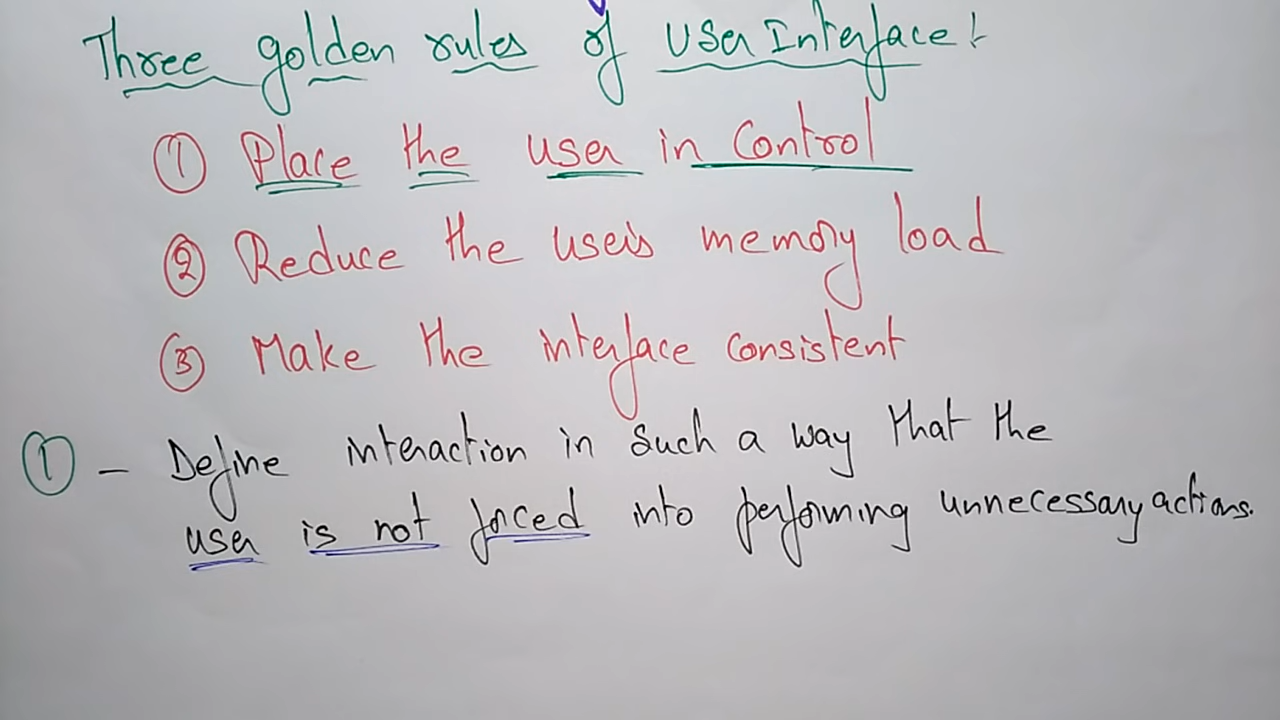 Three golden rules of User Interface:
① Place the user in Control
② Reduce the user's memory load
③ Make the interface consistent
① - Define interaction in such a way that the
user is not forced into performing unnecessary actions.